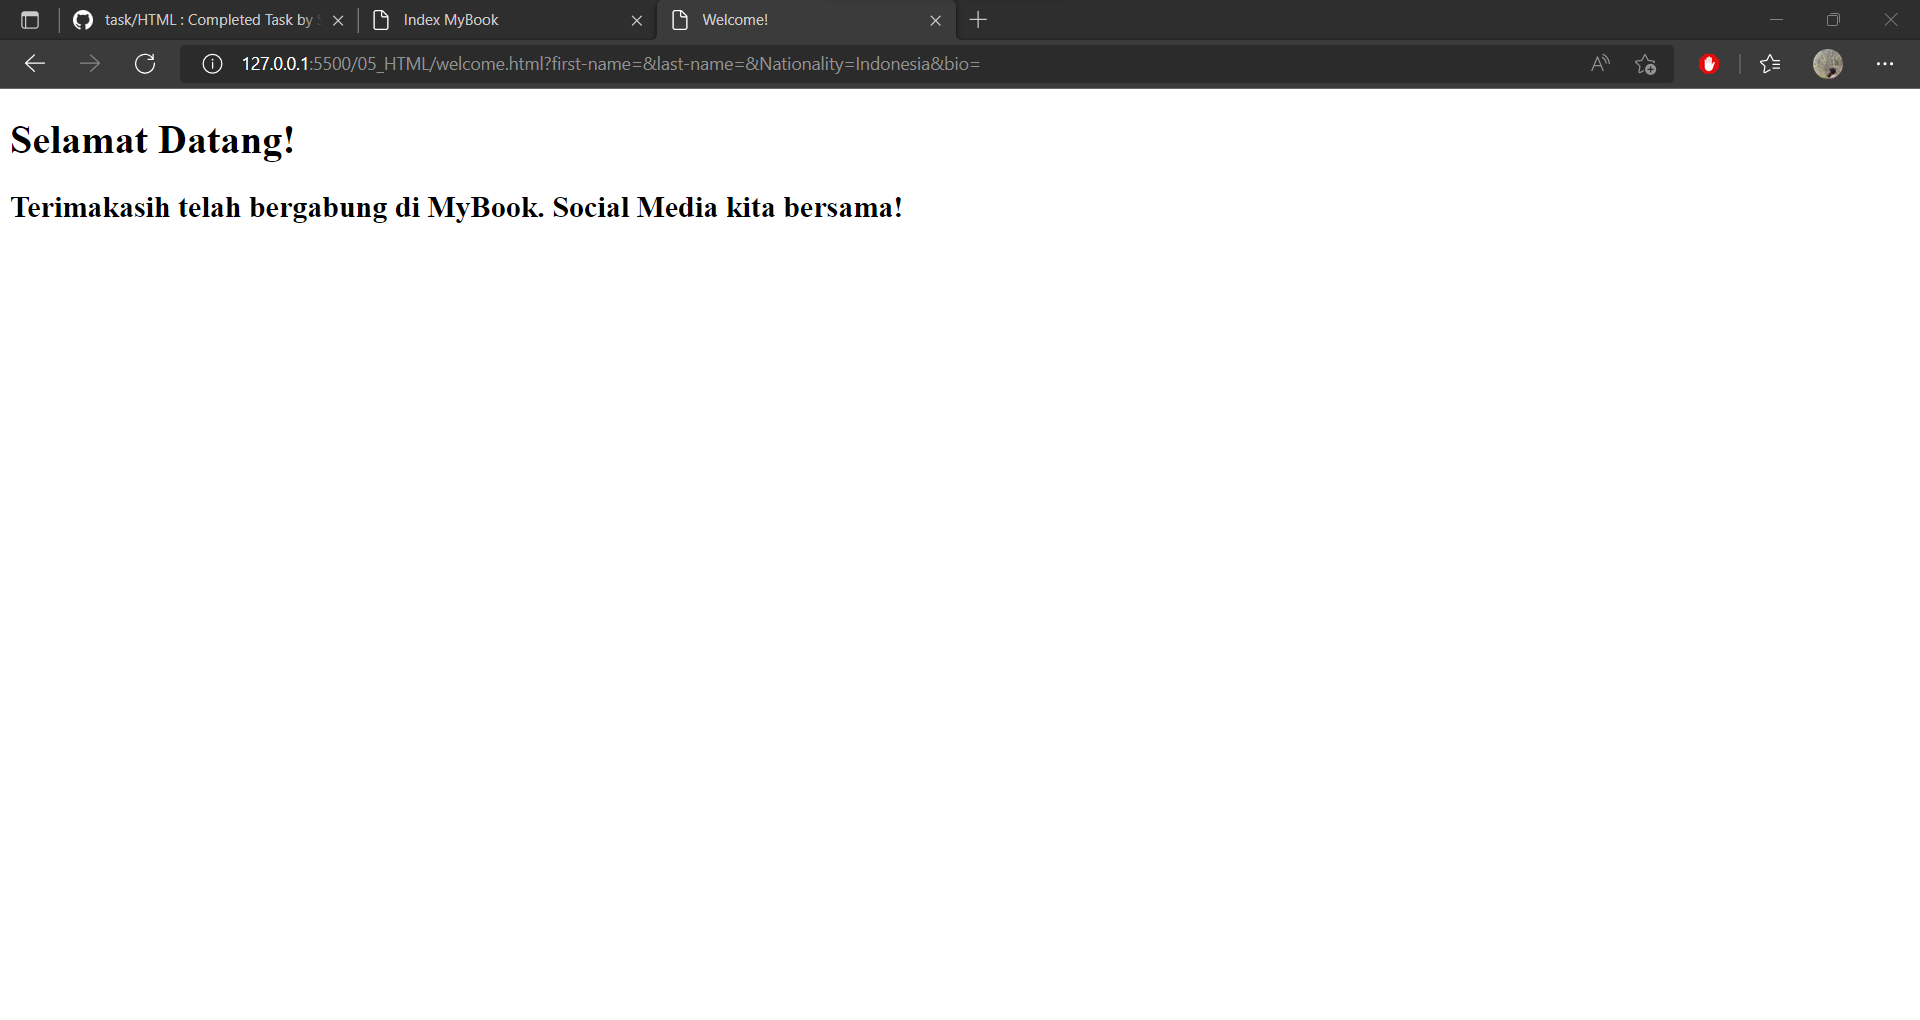 task/HTML : Completed Task by
Index MyBook
Welcome!
127.0.0.1:5500/05_HTML/welcome.html?first-name=&last-name=&Nationality=Indonesia&bio=
Selamat Datang!
Terimakasih telah bergabung di MyBook. Social Media kita bersama!